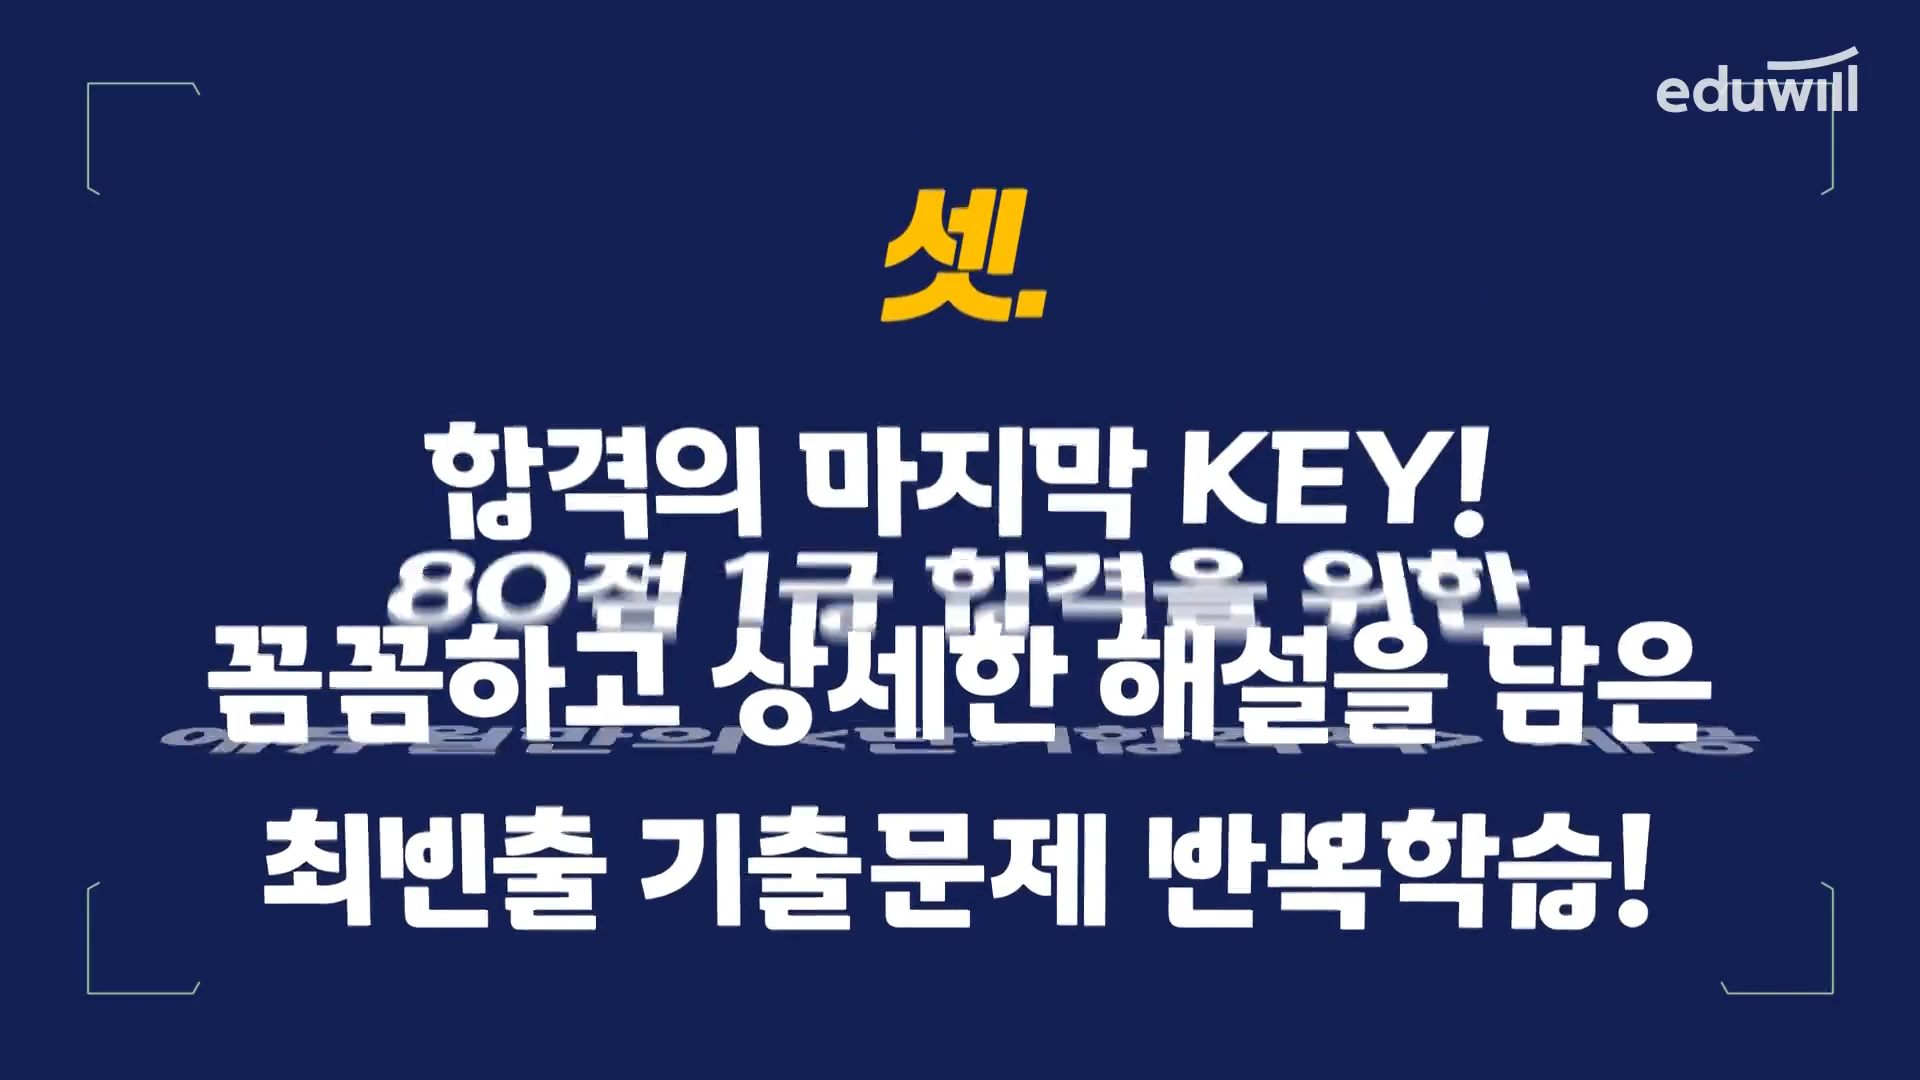 eduwill
셋.
합격의 마지막 KEY!
80점 1급 합격을 위한
꼼꼼하고 상세한 해설을 담은
최빈출 기출문제 반복학습!